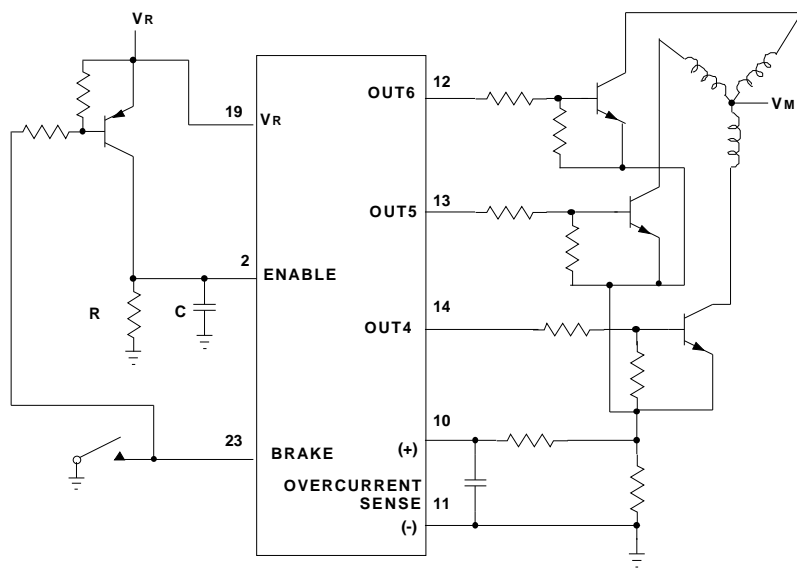 VR
12
OUT6
19
VR
VM
13
OUT5
2
ENABLE
14
R
C
OUT4
10
23
BRAKE
(+)
OVERCURRENT
SENSE
11
(-)